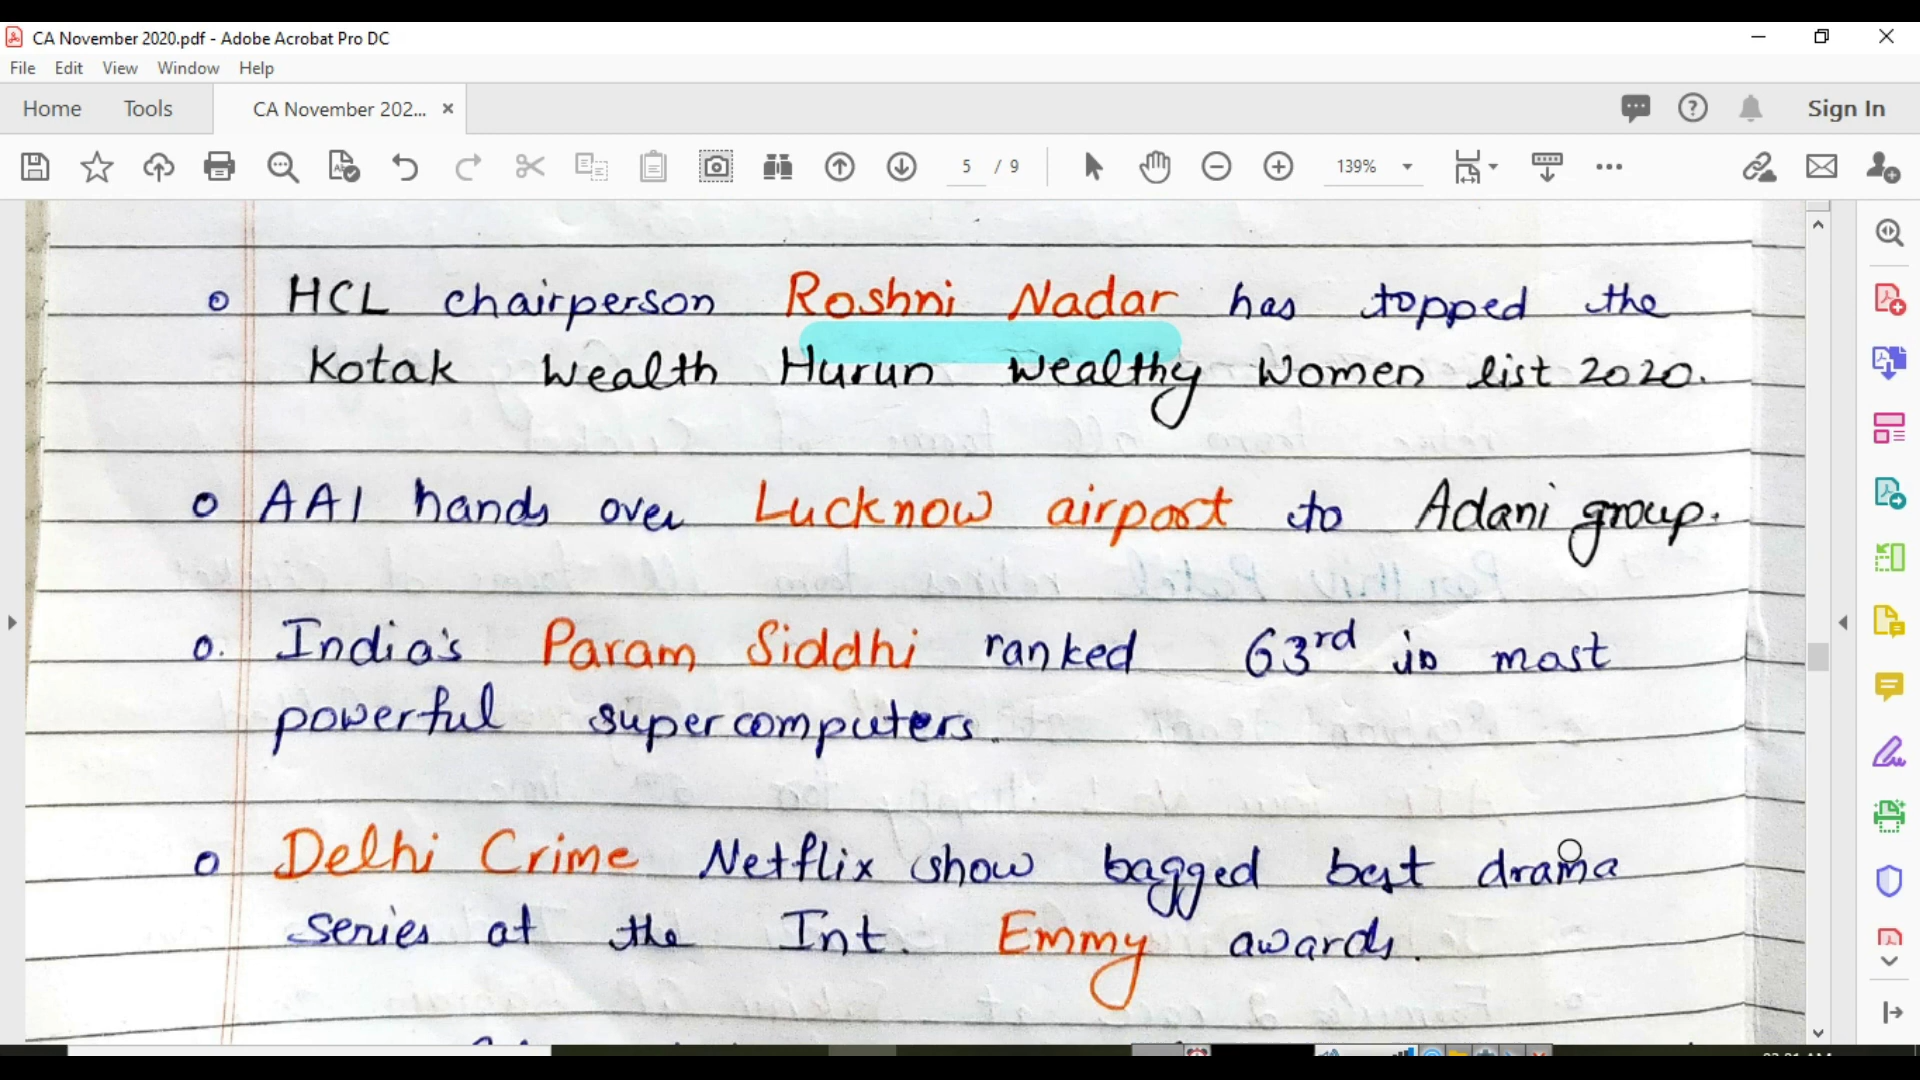 CA November 2020.pdf - Adobe Acrobat Pro DC
File Edit View Window Help
Home Tools CA November 202... × Sign In
5 / 9 139%
HCL chairperson Roshni Nadar has topped the
Kotak Wealth Hurun Wealthy Women list 2020.
AAI hands over Lucknow airport to Adani group.
India's Param Siddhi ranked 63rd in most
powerful supercomputers.
Delhi Crime Netflix show bagged best drama
series at the Int. Emmy awards.